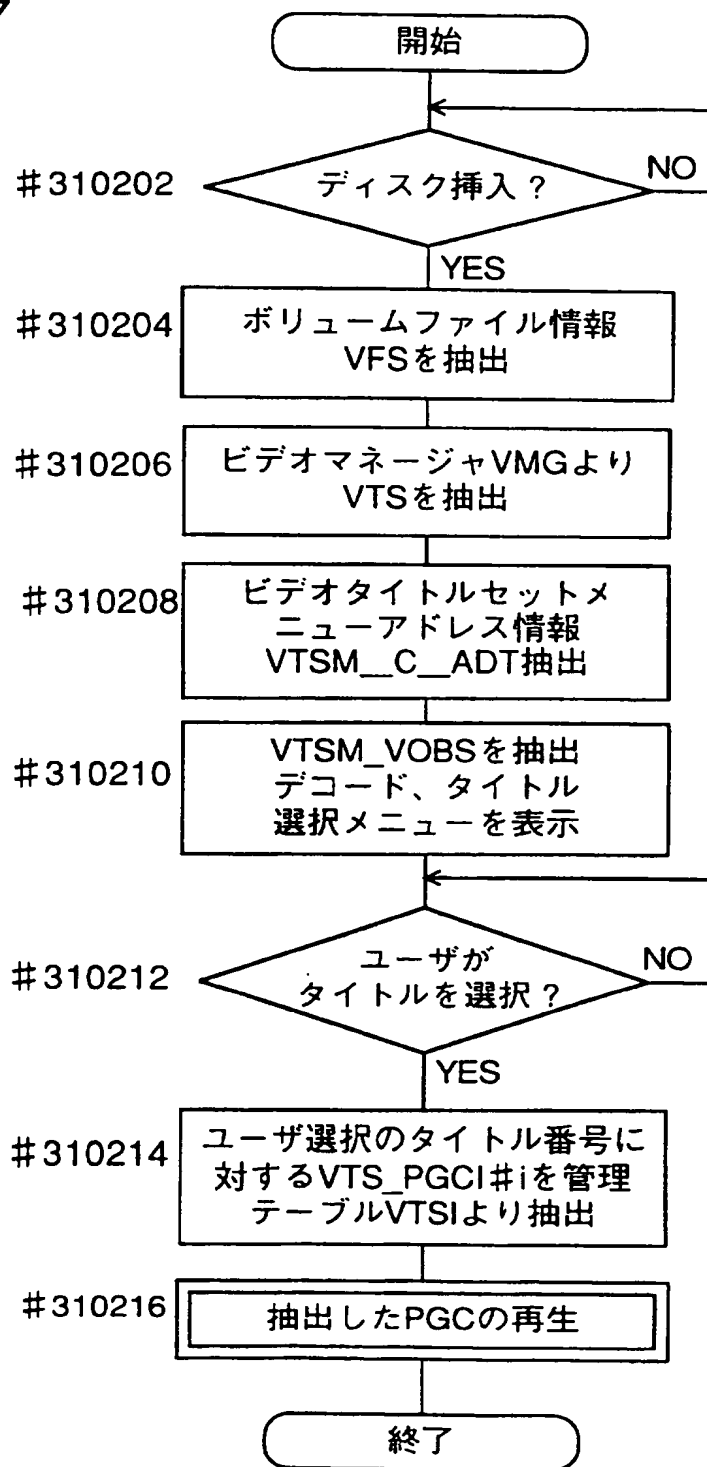 開始
#310202
ディスク挿入？
NO
YES
#310204
ボリュームファイル情報
VFSを抽出
#310206
ビデオマネージャVMGより
VTSを抽出
#310208
ビデオタイトルセットメ
ニューアドレス情報
VTSM__C__ADT抽出
#310210
VTSM_VOBSを抽出
デコード、タイトル
選択メニューを表示
#310212
ユーザが
タイトルを選択？
NO
YES
#310214
ユーザ選択のタイトル番号に
対するVTS_PGCI#iを管理
テーブルVTSIより抽出
#310216
抽出したPGCの再生
終了